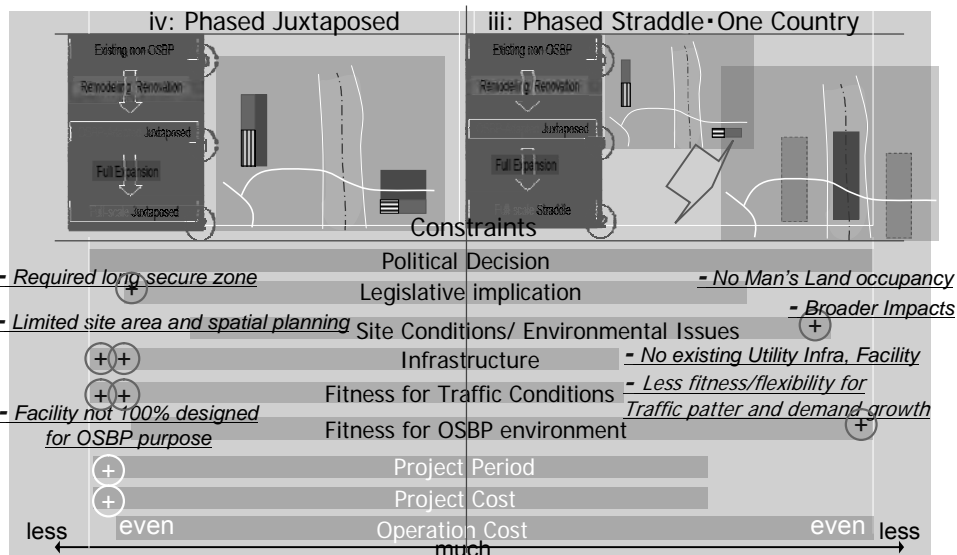 iv: Phased Juxtaposed
iii: Phased Straddle・One Country
Existing non OSBP
Remodeling Renovation
Juxtaposed
Full Expansion
Full-scale Juxtaposed
Existing non OSBP
Remodeling Renovation
Juxtaposed
Full Expansion
Full-scale Straddle
Constraints
Political Decision
- Required long secure zone
- No Man's Land occupancy
Legislative implication
- Broader Impacts
- Limited site area and spatial planning
Site Conditions/ Environmental Issues
Infrastructure
- No existing Utility Infra, Facility
Fitness for Traffic Conditions
- Less fitness/flexibility for
Traffic patter and demand growth
- Facility not 100% designed
for OSBP purpose
Fitness for OSBP environment
+
+
++
++
+
Project Period
+
Project Cost
+
even
Operation Cost
even
less
much
less